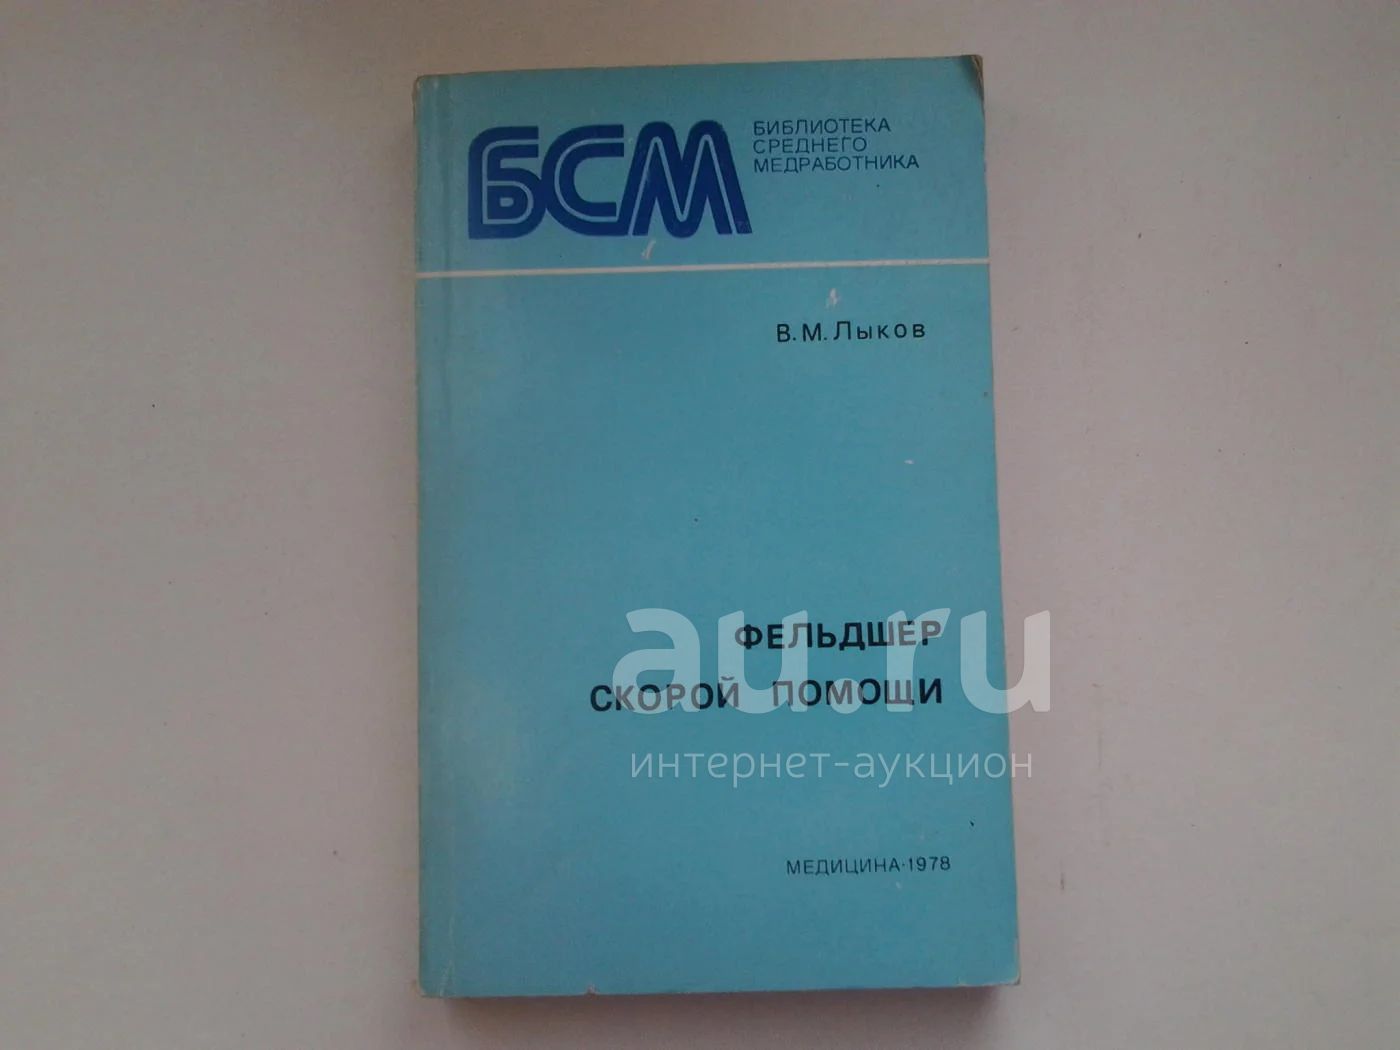 БСМ
БИБЛИОТЕКА
СРЕДНЕГО
МЕДРАБОТНИКА
В. М. Лыков
ФЕЛЬДШЕР
СКОРОЙ ПОМОЩИ
au.ru
интернет-аукцион
МЕДИЦИНА·1978